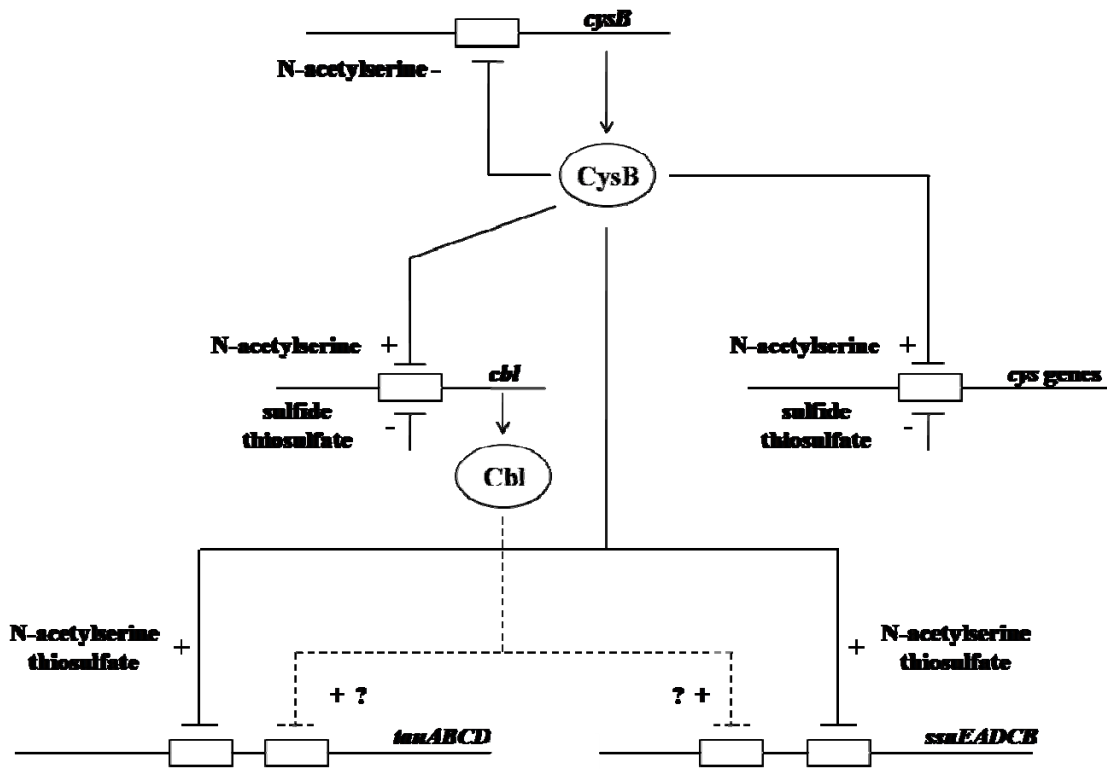 cysB
N-acetylserine -
CysB
N-acetylserine +
cbl
sulfide
thiosulfate
-
N-acetylserine +
cys genes
sulfide
thiosulfate
-
Cbl
N-acetylserine
thiosulfate
+
+ ?
tauABCD
? +
+
N-acetylserine
thiosulfate
ssuEADCB